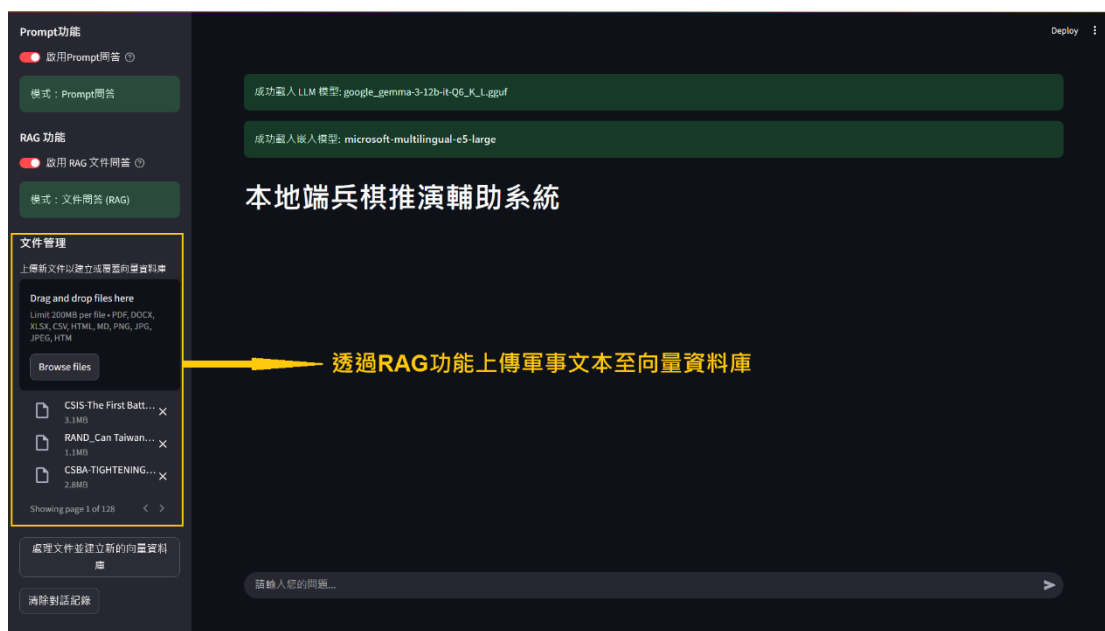 Prompt功能
啟用Prompt問答
模式：Prompt問答
RAG 功能
啟用 RAG 文件問答
模式：文件問答 (RAG)
文件管理
上傳新文件以建立或覆蓋向量資料庫
Drag and drop files here
Limit 200MB per file • PDF, DOCX,
XLSX, CSV, HTML, MD, PNG, JPG,
JPEG, HTM
Browse files
CSIS-The First Batt...
3.1MB
RAND_Can Taiwan...
1.1MB
CSBA-TIGHTENING...
2.8MB
Showing page 1 of 128
處理文件並建立新的向量資料
庫
清除對話紀錄
Deploy
成功載入 LLM 模型: google_gemma-3-12b-it-Q6_K_L.gguf
成功載入嵌入模型: microsoft-multilingual-e5-large
本地端兵棋推演輔助系統
透過RAG功能上傳軍事文本至向量資料庫
請輸入您的問題...